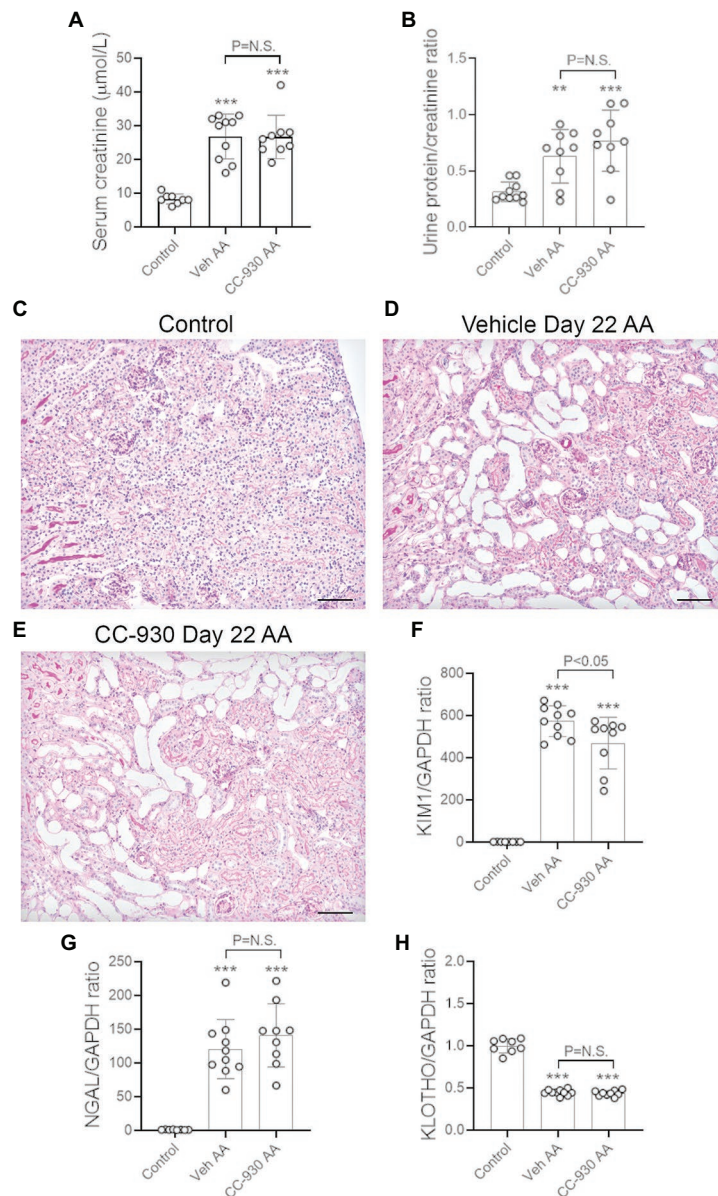 A
Serum creatinine (μmol/L)
50
40
30
20
10
0
P=N.S.
***
***
Control
Veh AA
CC-930 AA
B
Urine protein/creatinine ratio
1.5
1.0
0.5
0.0
P=N.S.
**
***
Control
Veh AA
CC-930 AA
C
Control
D
Vehicle Day 22 AA
E
CC-930 Day 22 AA
F
KIM1/GAPDH ratio
800
600
400
200
0
P<0.05
***
***
Control
Veh AA
CC-930 AA
G
NGAL/GAPDH ratio
250
200
150
100
50
0
P=N.S.
***
***
Control
Veh AA
CC-930 AA
H
KLOTHO/GAPDH ratio
2.0
1.5
1.0
0.5
0.0
P=N.S.
***
***
Control
Veh AA
CC-930 AA